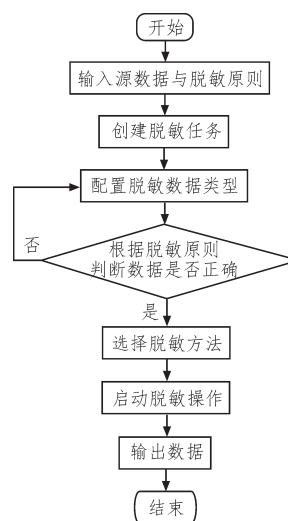 开始
输入源数据与脱敏原则
创建脱敏任务
配置脱敏数据类型
否
根据脱敏原则
判断数据是否正确
是
选择脱敏方法
启动脱敏操作
输出数据
结束